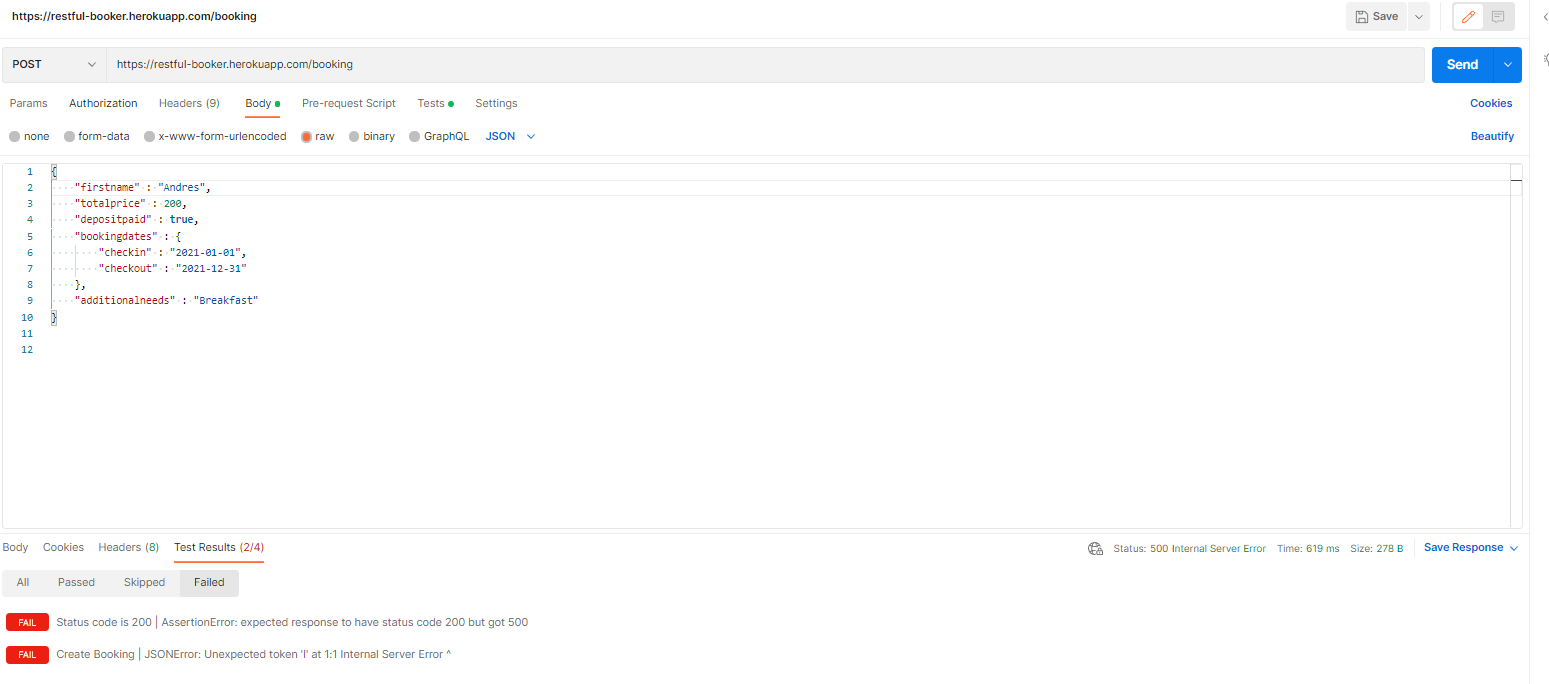 https://restful-booker.herokuapp.com/booking
Save
POST
https://restful-booker.herokuapp.com/booking
Send
Params Authorization Headers (9) Body Pre-request Script Tests Settings Cookies
none form-data x-www-form-urlencoded raw binary GraphQL JSON Beautify
1 {
2 "firstname" : "Andres",
3 "totalprice" : 200,
4 "depositpaid" : true,
5 "bookingdates" : {
6 "checkin" : "2021-01-01",
7 "checkout" : "2021-12-31"
8 },
9 "additionalneeds" : "Breakfast"
10 }
11
12
Body Cookies Headers (8) Test Results (2/4) Status: 500 Internal Server Error Time: 619 ms Size: 278 B Save Response
All Passed Skipped Failed
FAIL Status code is 200 | AssertionError: expected response to have status code 200 but got 500
FAIL Create Booking | JSONError: Unexpected token 'I' at 1:1 Internal Server Error ^